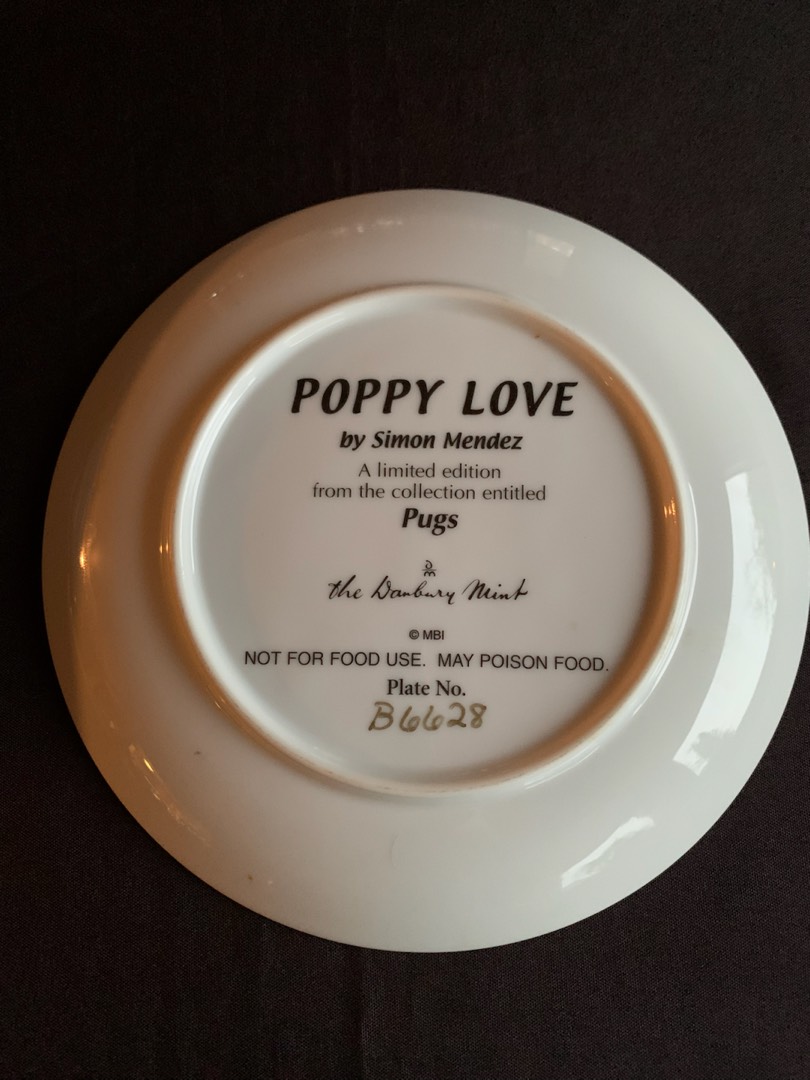 POPPY LOVE
by Simon Mendez
A limited edition
from the collection entitled
Pugs
DM
the Danbury Mint
© MBI
NOT FOR FOOD USE. MAY POISON FOOD.
Plate No.
B6628